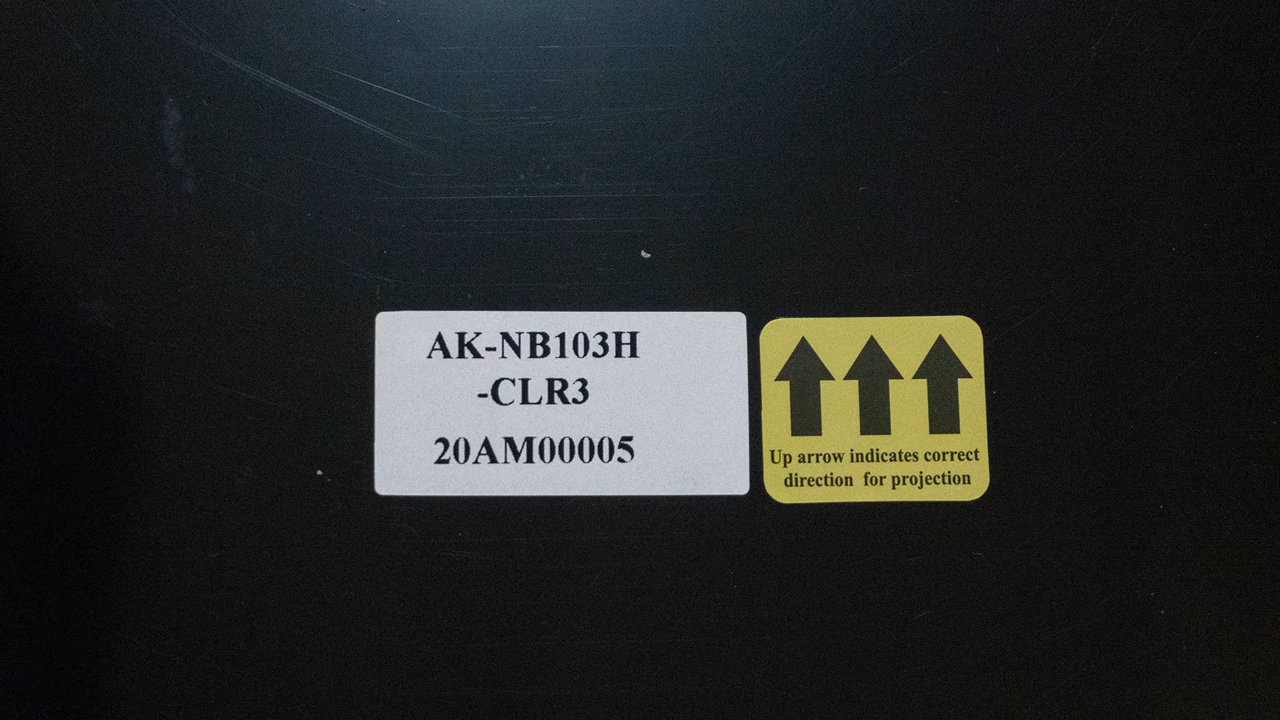 AK-NB103H
-CLR3
20AM00005
Up arrow indicates correct
direction for projection